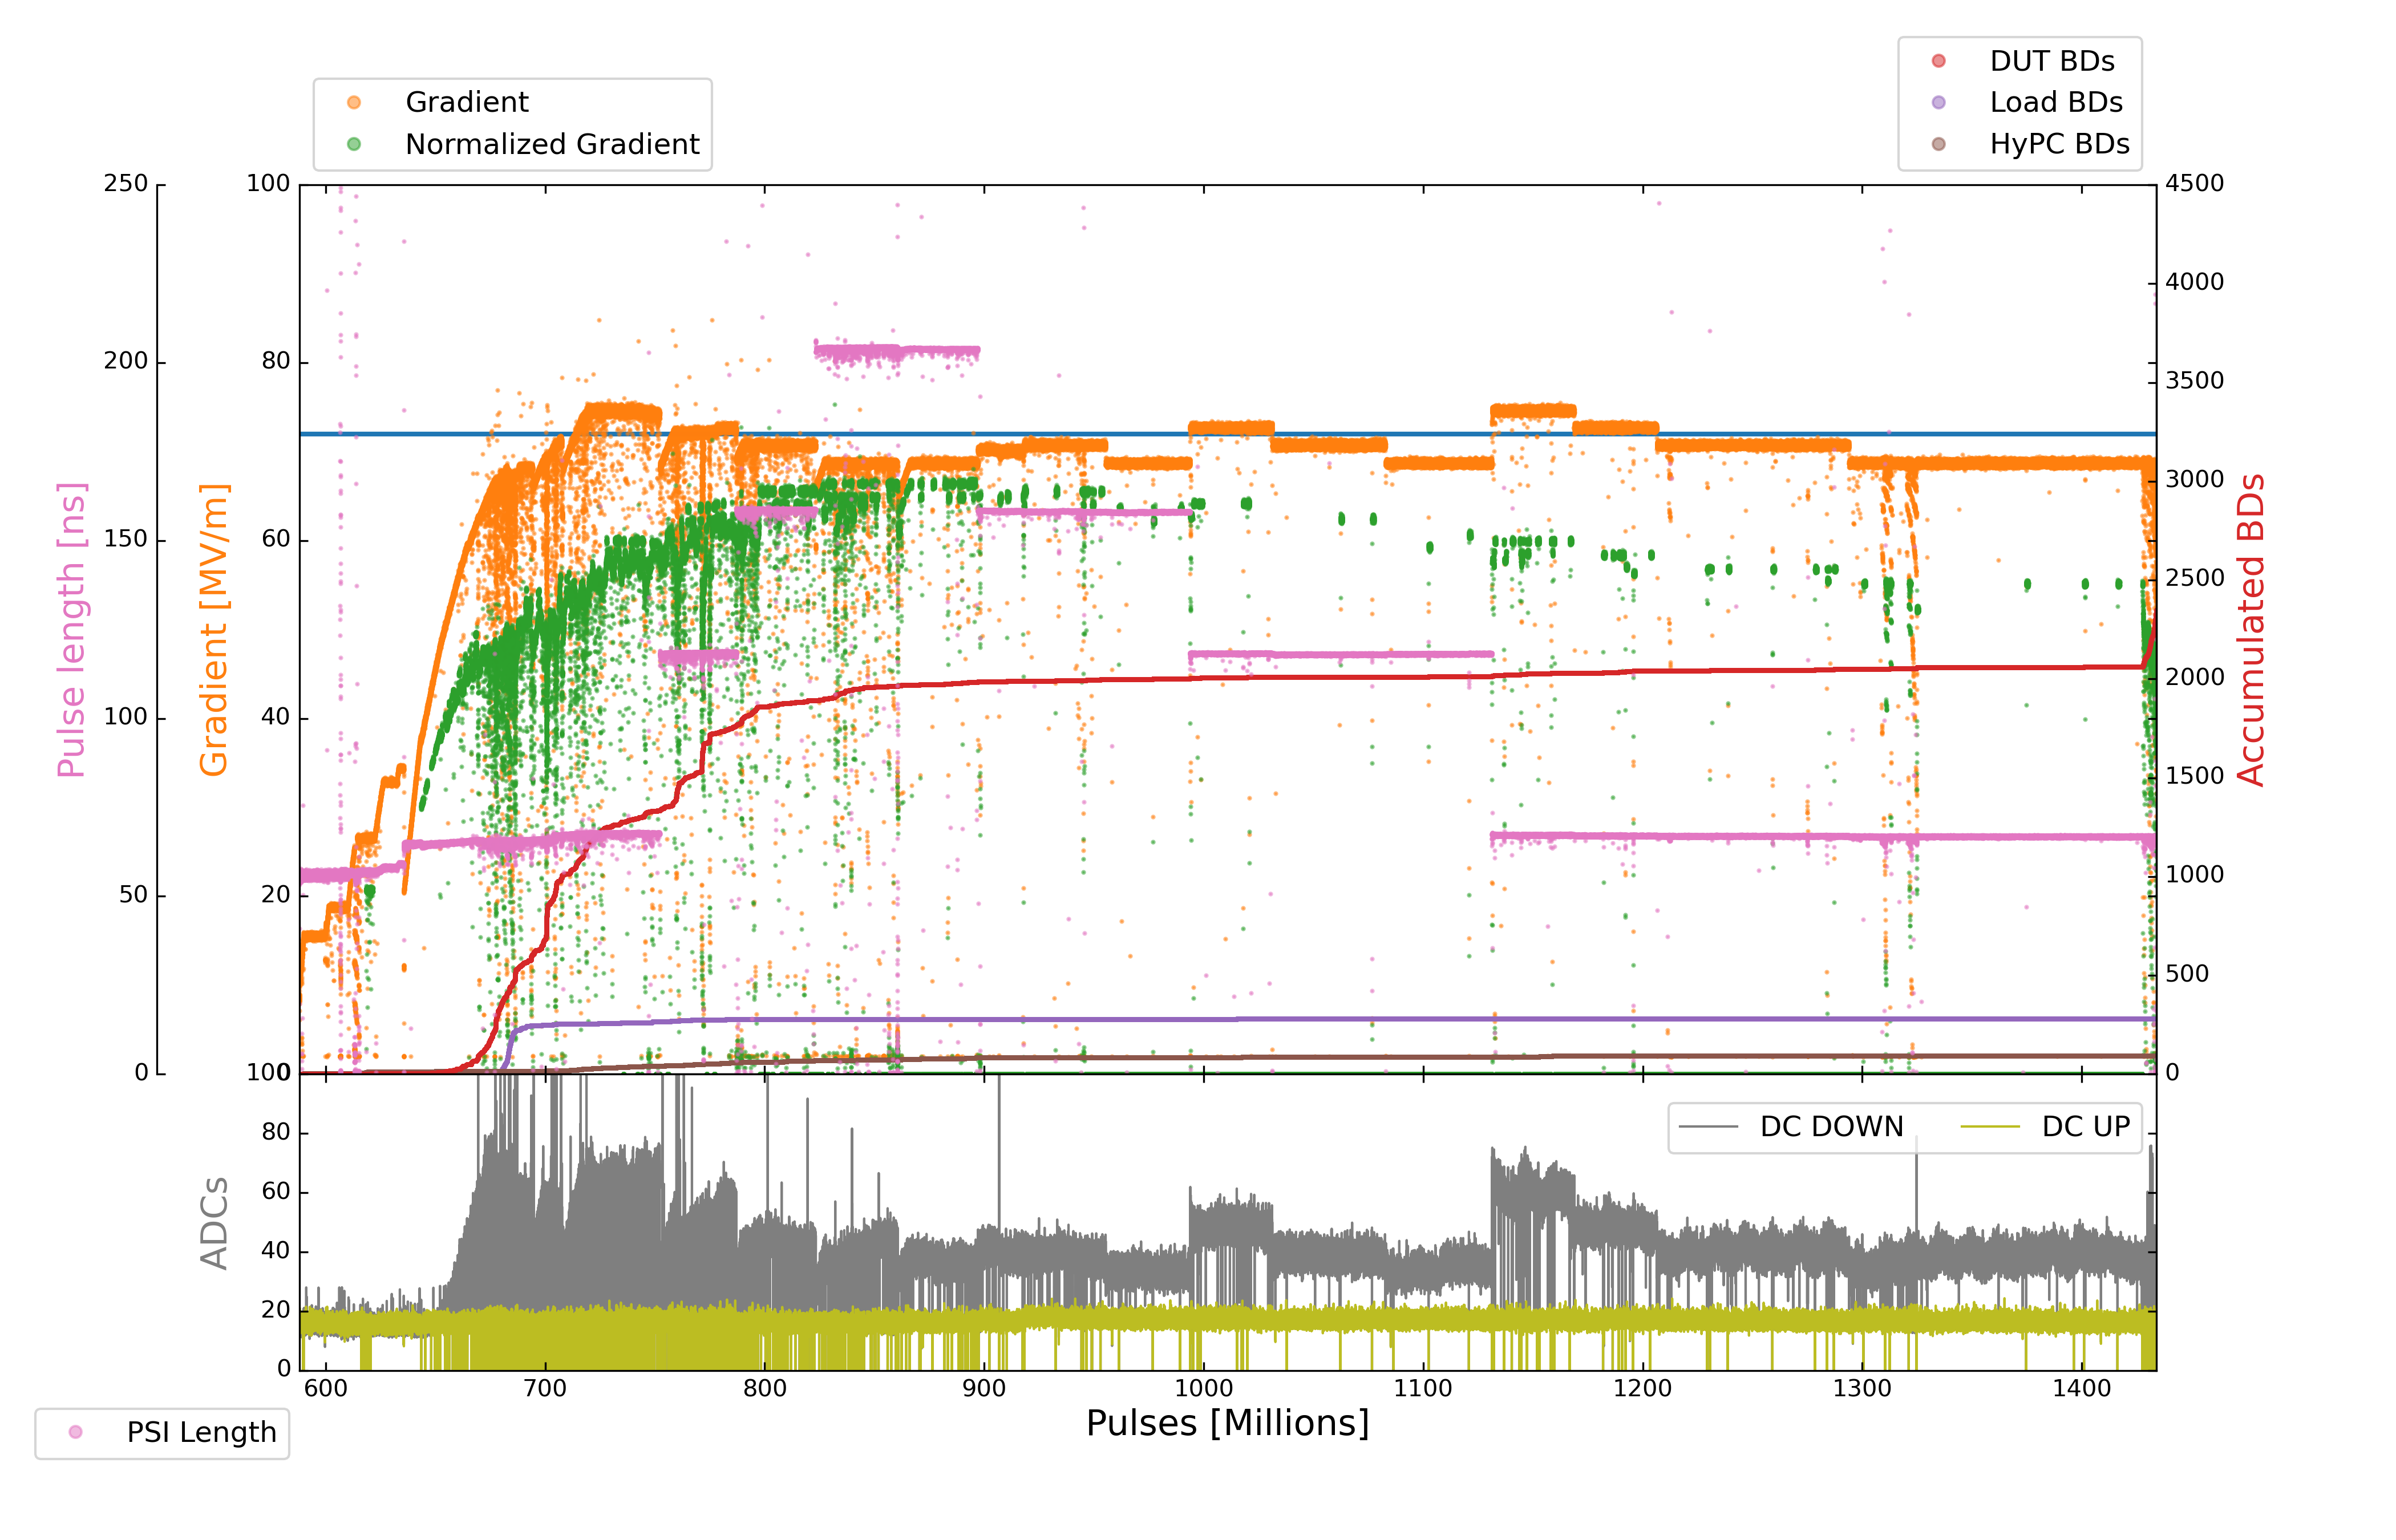 Gradient
Normalized Gradient
DUT BDs
Load BDs
HyPC BDs
250
200
150
100
50
0
Pulse length [ns]
100
80
60
40
20
0
Gradient [MV/m]
4500
4000
3500
3000
2500
2000
1500
1000
500
0
Accumulated BDs
100
80
60
40
20
0
ADCs
DC DOWN DC UP
600 700 800 900 1000 1100 1200 1300 1400
Pulses [Millions]
PSI Length